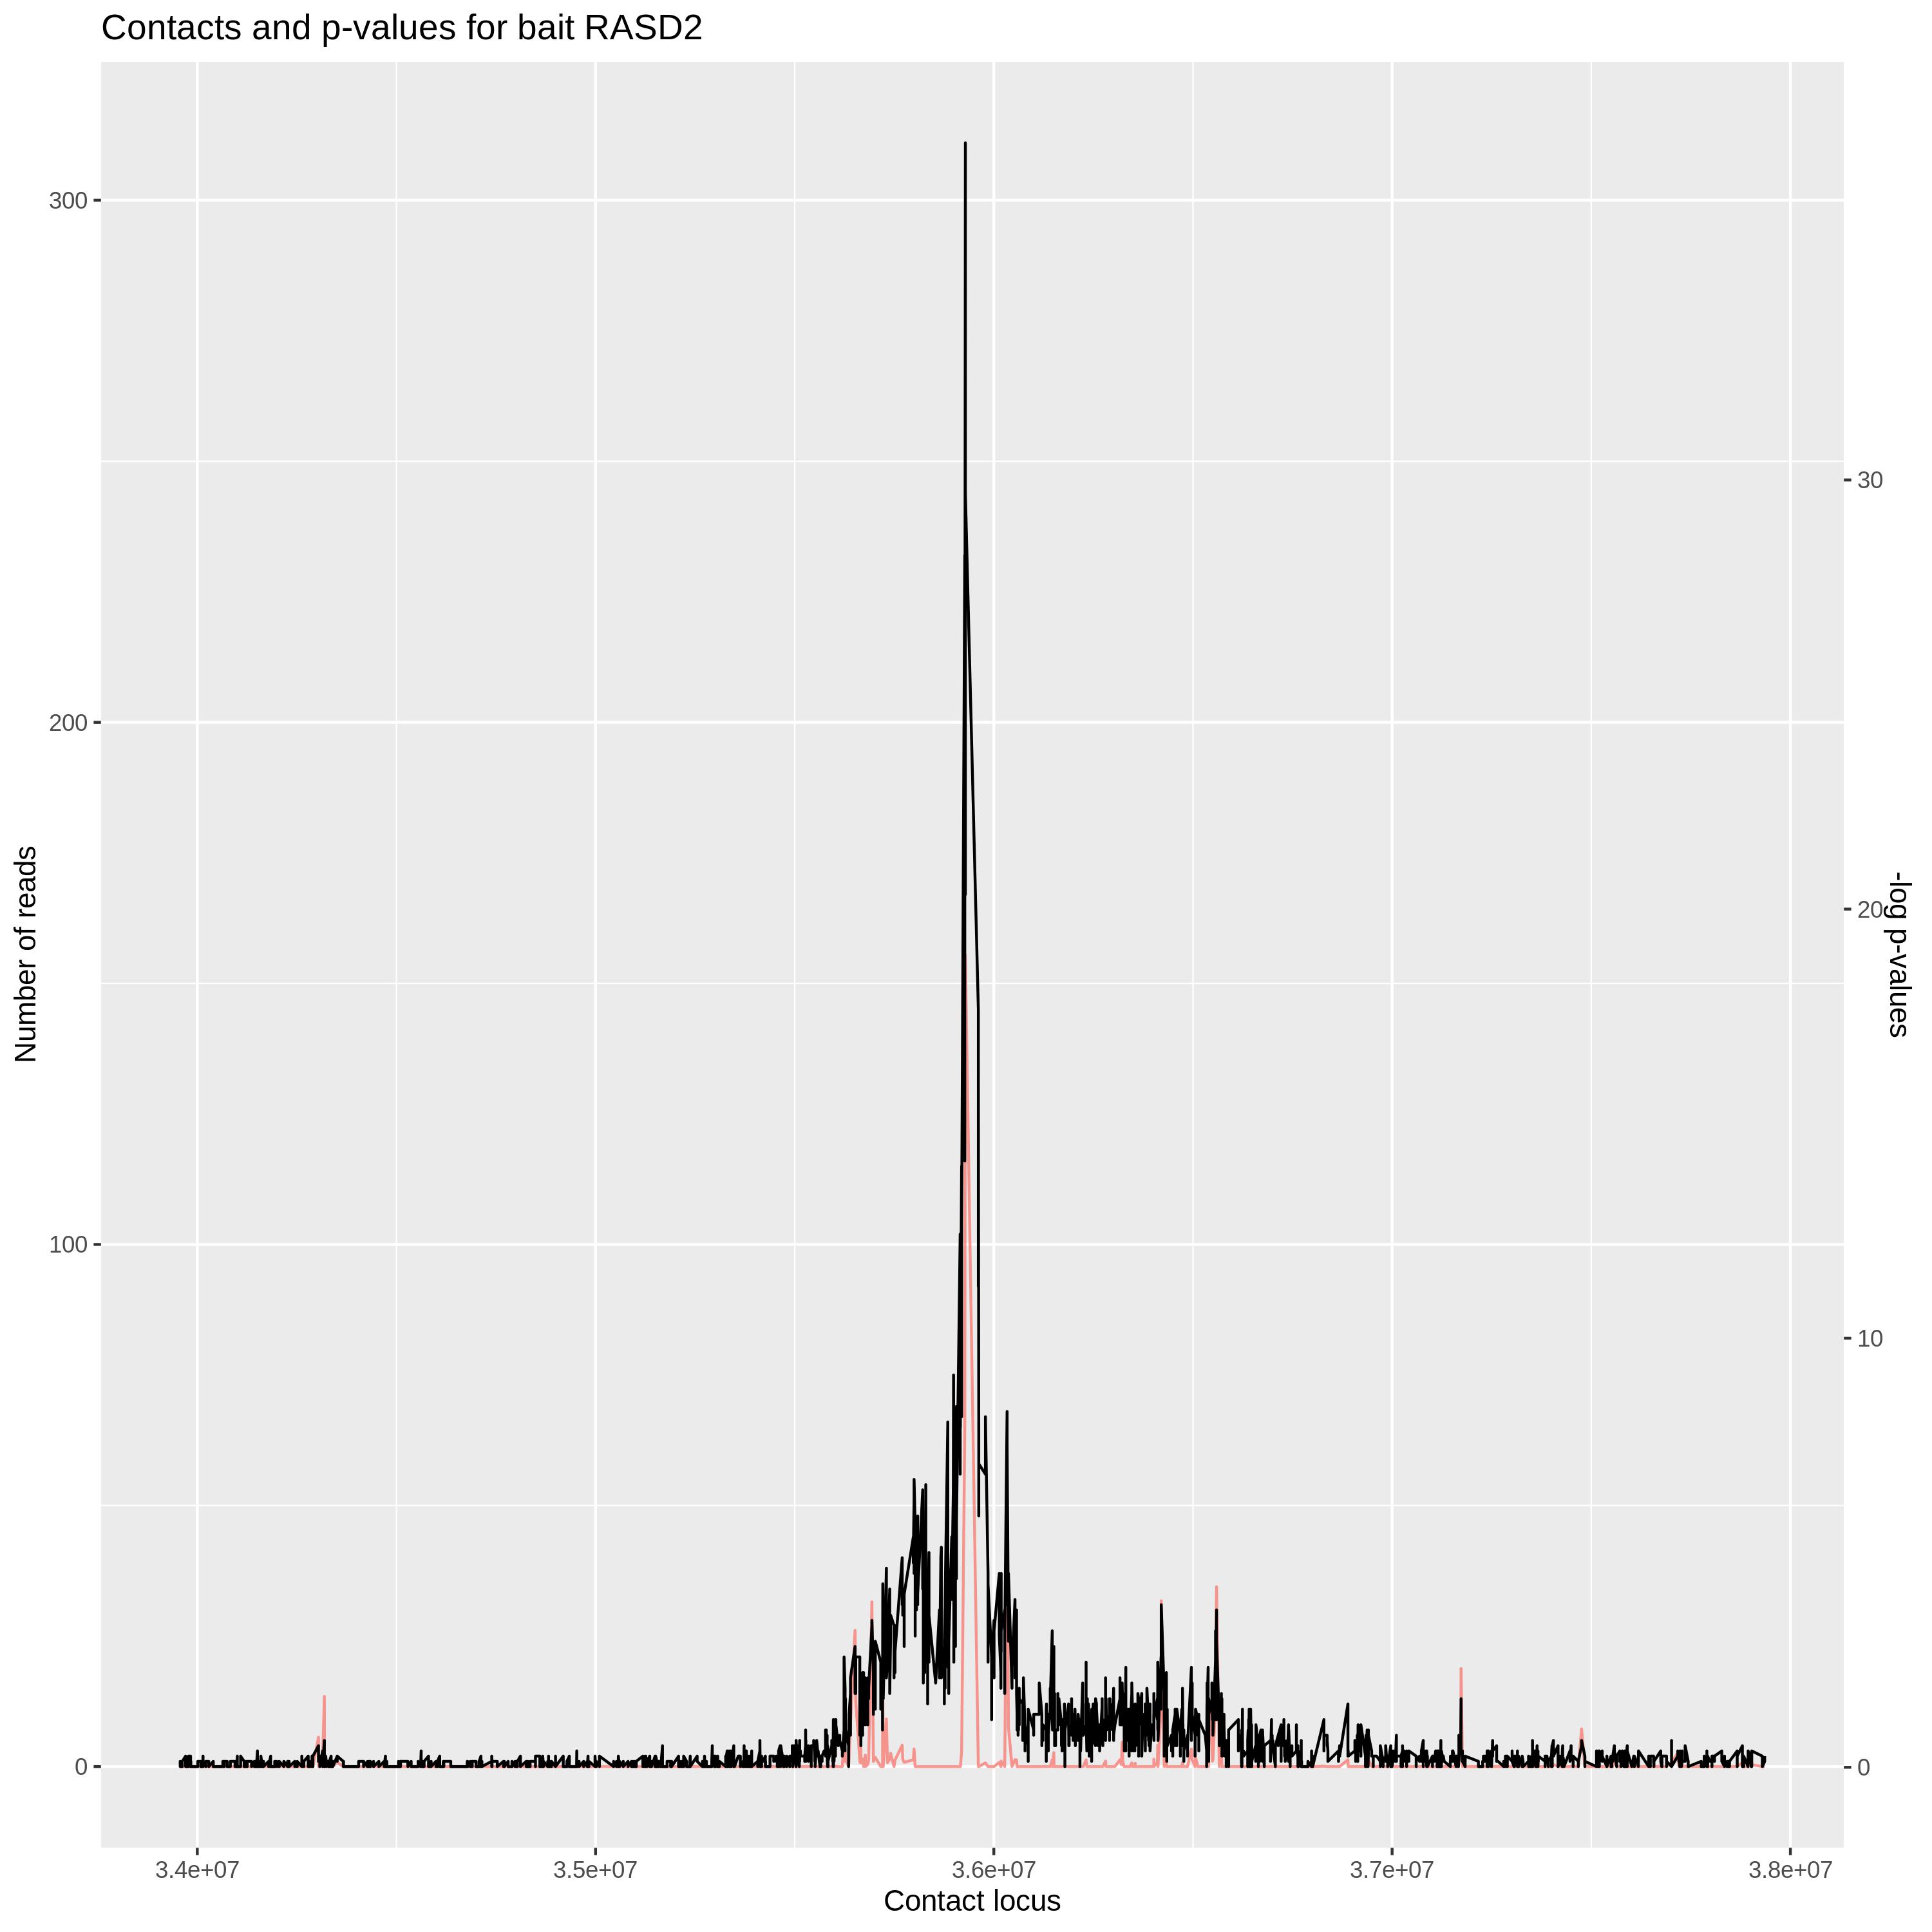 Contacts and p-values for bait RASD2
300
200
100
0
30
20
10
0
Number of reads
-log p-values
3.4e+07
3.5e+07
3.6e+07
3.7e+07
3.8e+07
Contact locus